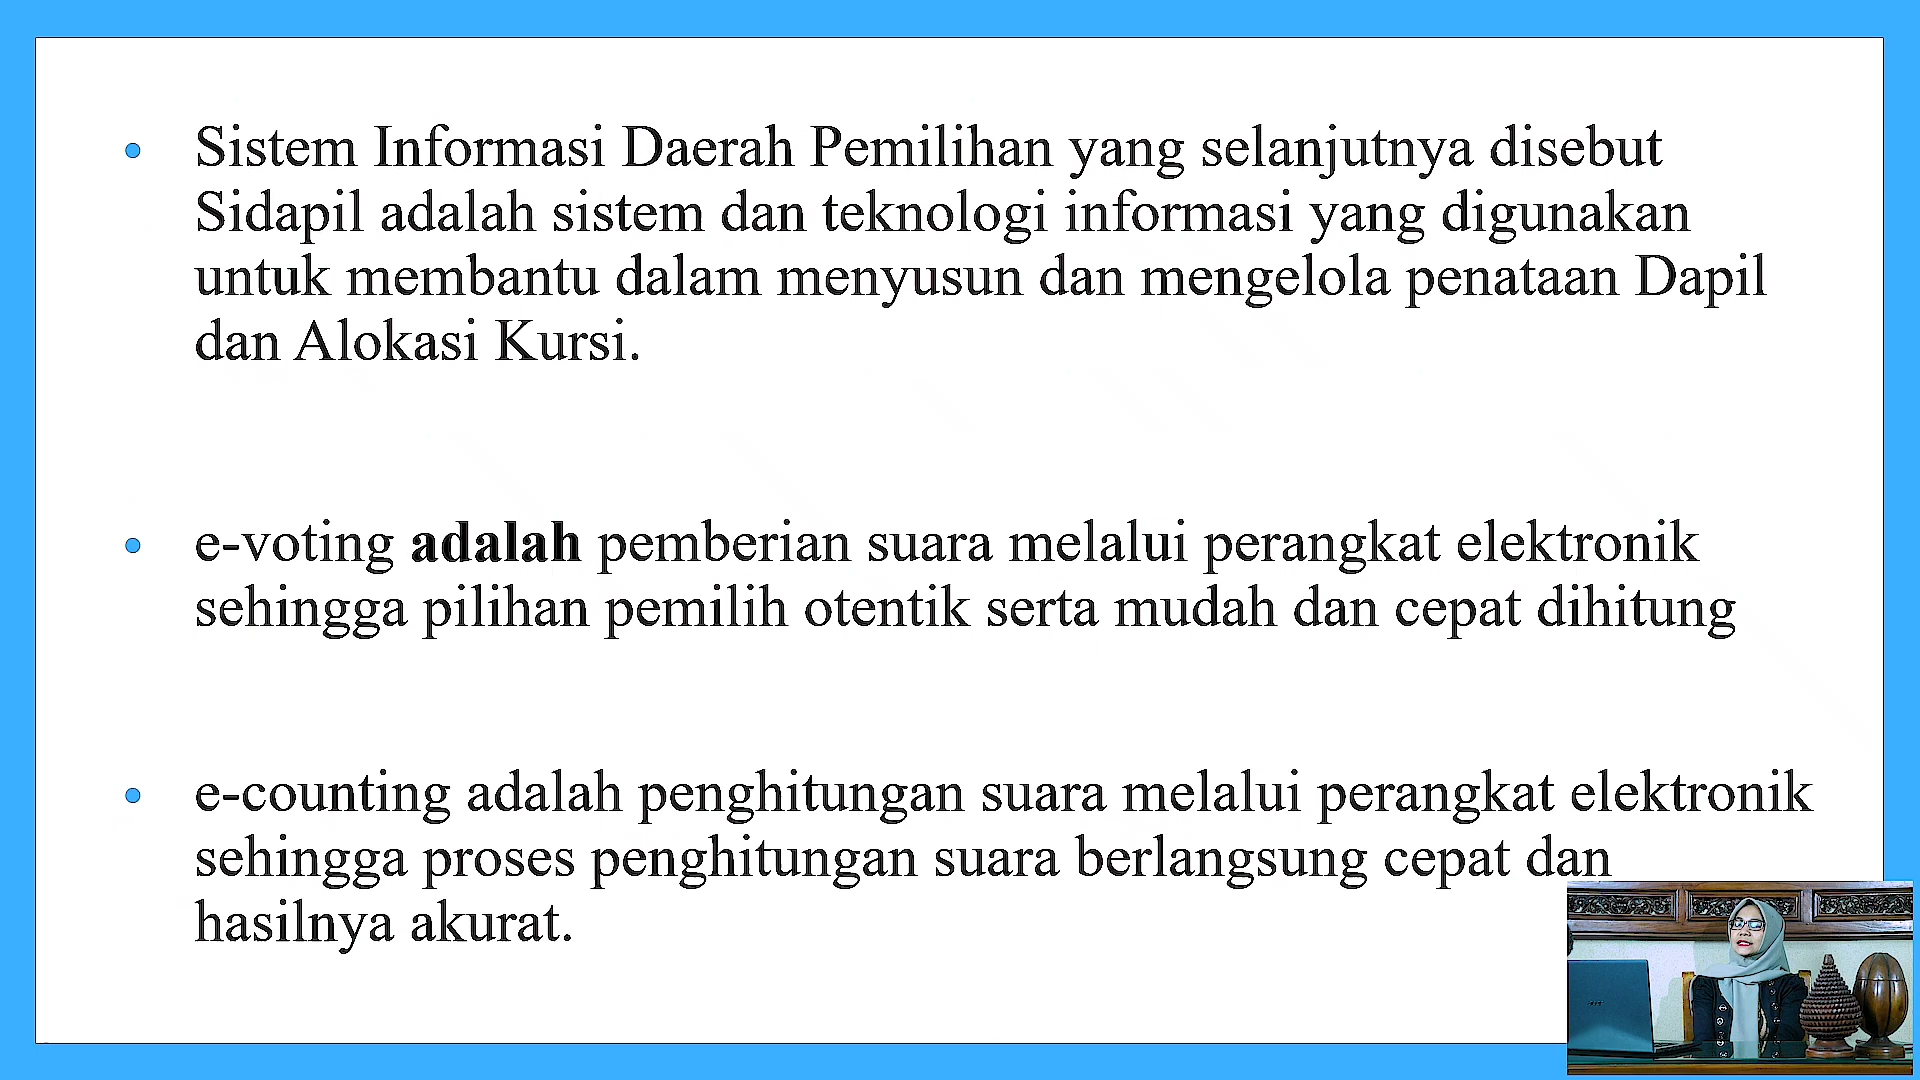 Sistem Informasi Daerah Pemilihan yang selanjutnya disebut
Sidapil adalah sistem dan teknologi informasi yang digunakan
untuk membantu dalam menyusun dan mengelola penataan Dapil
dan Alokasi Kursi.
e-voting adalah pemberian suara melalui perangkat elektronik
sehingga pilihan pemilih otentik serta mudah dan cepat dihitung
e-counting adalah penghitungan suara melalui perangkat elektronik
sehingga proses penghitungan suara berlangsung cepat dan
hasilnya akurat.